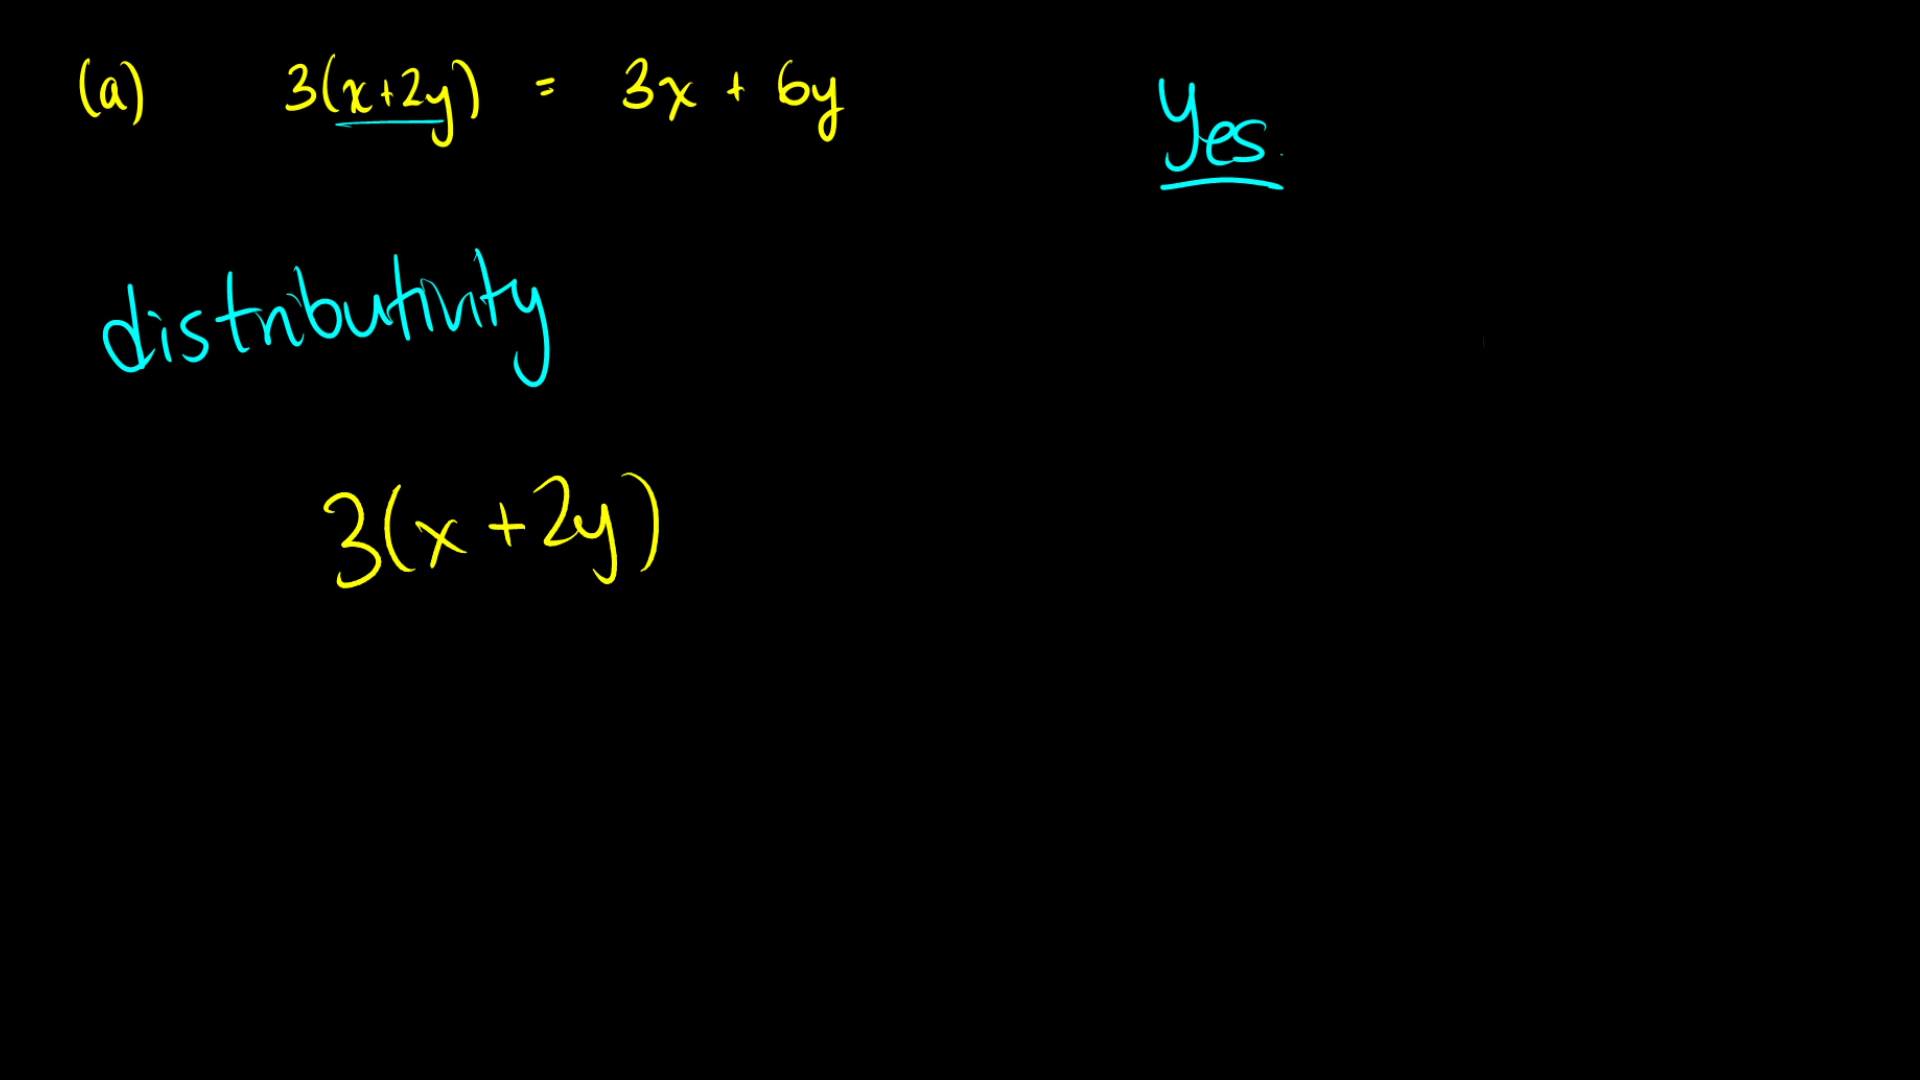 (a) 3(x+2y) = 3x + 6y
Yes.
distributivity
3(x+2y)